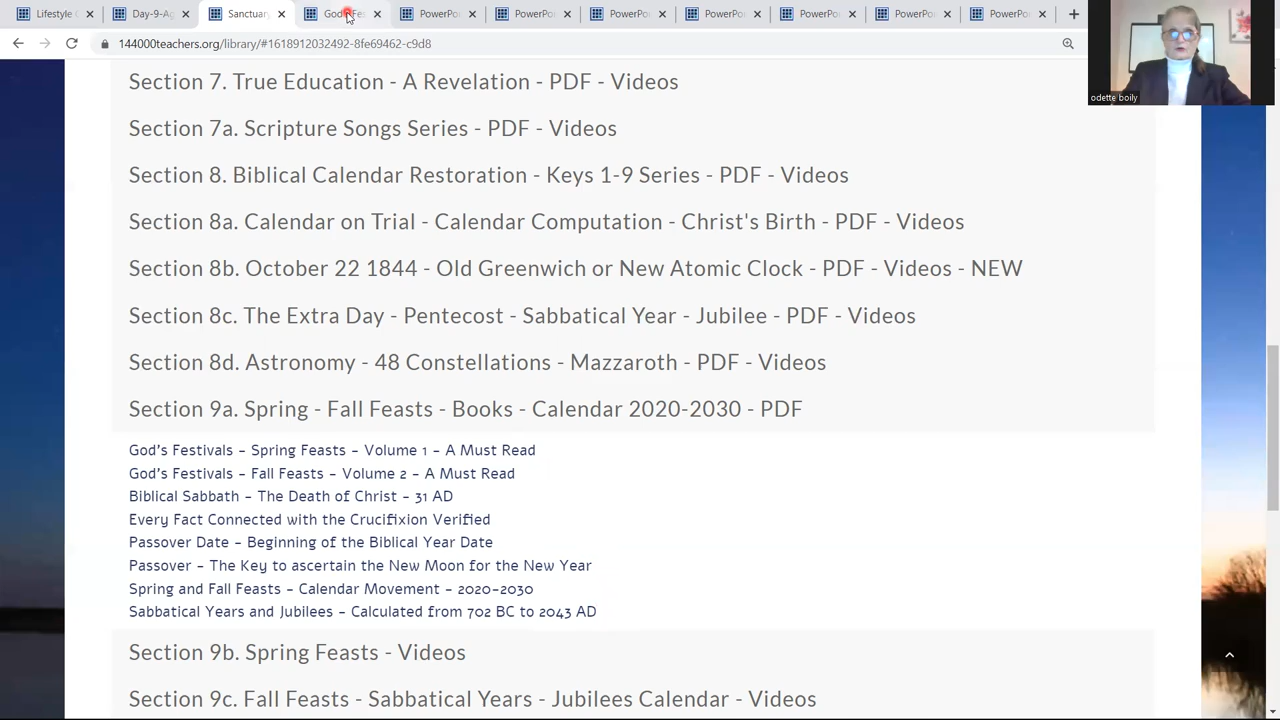 Lifestyle
Day-9-A
Sanctuary
God's Fes
PowerPo
PowerPo
PowerPo
PowerPo
PowerPo
PowerPo
PowerPo
144000teachers.org/library/#1618912032492-8fe69462-c9d8
odette boily
Section 7. True Education - A Revelation - PDF - Videos
Section 7a. Scripture Songs Series - PDF - Videos
Section 8. Biblical Calendar Restoration - Keys 1-9 Series - PDF - Videos
Section 8a. Calendar on Trial - Calendar Computation - Christ's Birth - PDF - Videos
Section 8b. October 22 1844 - Old Greenwich or New Atomic Clock - PDF - Videos - NEW
Section 8c. The Extra Day - Pentecost - Sabbatical Year - Jubilee - PDF - Videos
Section 8d. Astronomy - 48 Constellations - Mazzaroth - PDF - Videos
Section 9a. Spring - Fall Feasts - Books - Calendar 2020-2030 - PDF
God's Festivals – Spring Feasts – Volume 1 – A Must Read
God's Festivals – Fall Feasts – Volume 2 – A Must Read
Biblical Sabbath – The Death of Christ – 31 AD
Every Fact Connected with the Crucifixion Verified
Passover Date – Beginning of the Biblical Year Date
Passover – The Key to ascertain the New Moon for the New Year
Spring and Fall Feasts – Calendar Movement – 2020-2030
Sabbatical Years and Jubilees – Calculated from 702 BC to 2043 AD
Section 9b. Spring Feasts - Videos
Section 9c. Fall Feasts - Sabbatical Years - Jubilees Calendar - Videos